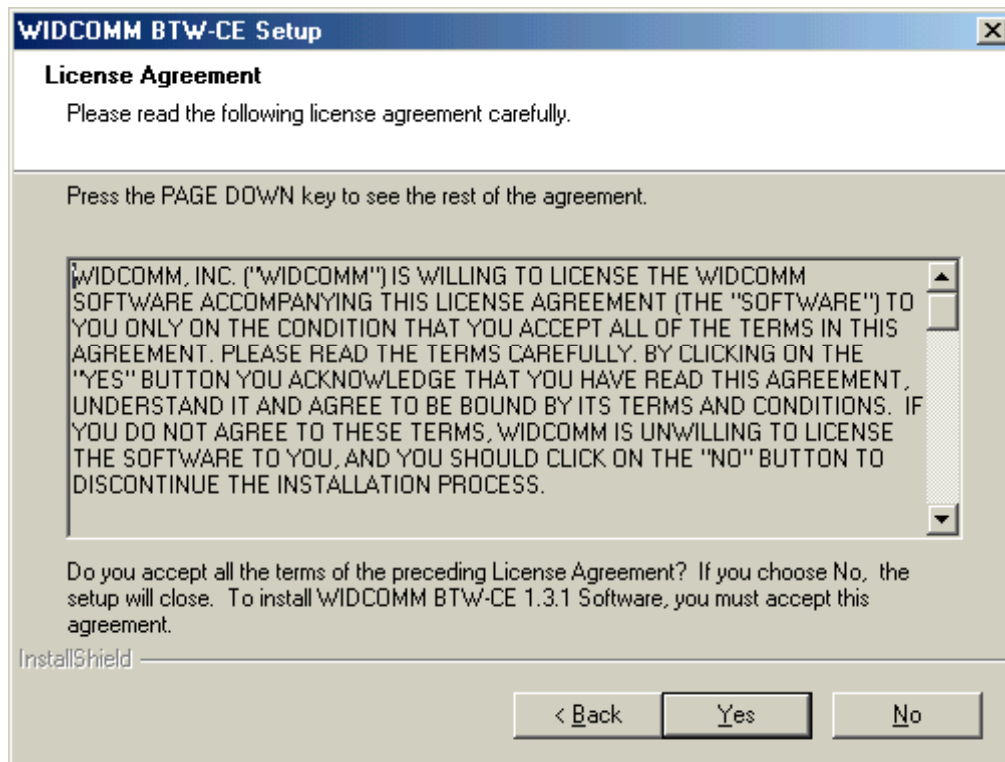 WIDCOMM BTW-CE Setup
License Agreement
Please read the following license agreement carefully.
Press the PAGE DOWN key to see the rest of the agreement.
WIDCOMM, INC. ("WIDCOMM") IS WILLING TO LICENSE THE WIDCOMM
SOFTWARE ACCOMPANYING THIS LICENSE AGREEMENT (THE "SOFTWARE") TO
YOU ONLY ON THE CONDITION THAT YOU ACCEPT ALL OF THE TERMS IN THIS
AGREEMENT. PLEASE READ THE TERMS CAREFULLY. BY CLICKING ON THE
"YES" BUTTON YOU ACKNOWLEDGE THAT YOU HAVE READ THIS AGREEMENT,
UNDERSTAND IT AND AGREE TO BE BOUND BY ITS TERMS AND CONDITIONS.  IF
YOU DO NOT AGREE TO THESE TERMS, WIDCOMM IS UNWILLING TO LICENSE
THE SOFTWARE TO YOU, AND YOU SHOULD CLICK ON THE "NO" BUTTON TO
DISCONTINUE THE INSTALLATION PROCESS.
Do you accept all the terms of the preceding License Agreement?  If you choose No,  the
setup will close.  To install WIDCOMM BTW-CE 1.3.1 Software, you must accept this
agreement.
InstallShield
< Back
Yes
No